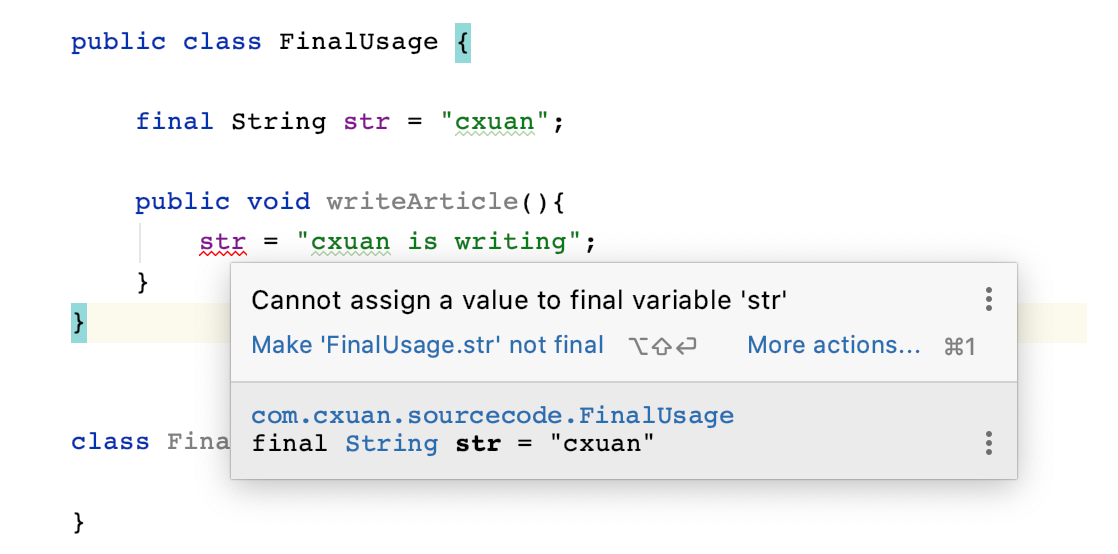 public class FinalUsage {
final String str = "cxuan";
public void writeArticle(){
str = "cxuan is writing";
}
Cannot assign a value to final variable 'str'
Make 'FinalUsage.str' not final ⌥⇧⏎ More actions... ⌘1
}
com.cxuan.sourcecode.FinalUsage
class Fina
final String str = "cxuan"
}